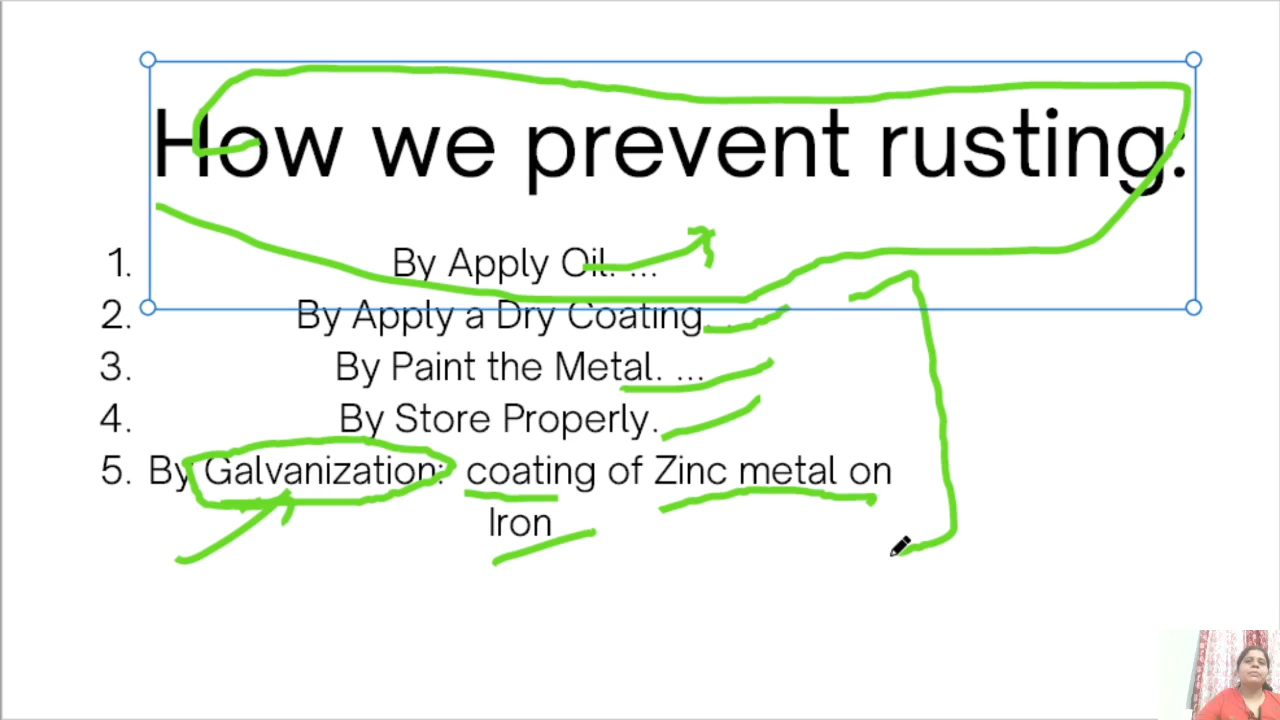 How we prevent rusting:
1. By Apply Oil. ...
2. By Apply a Dry Coating. ...
3. By Paint the Metal. ...
4. By Store Properly.
5. By Galvanization: coating of Zinc metal on
Iron